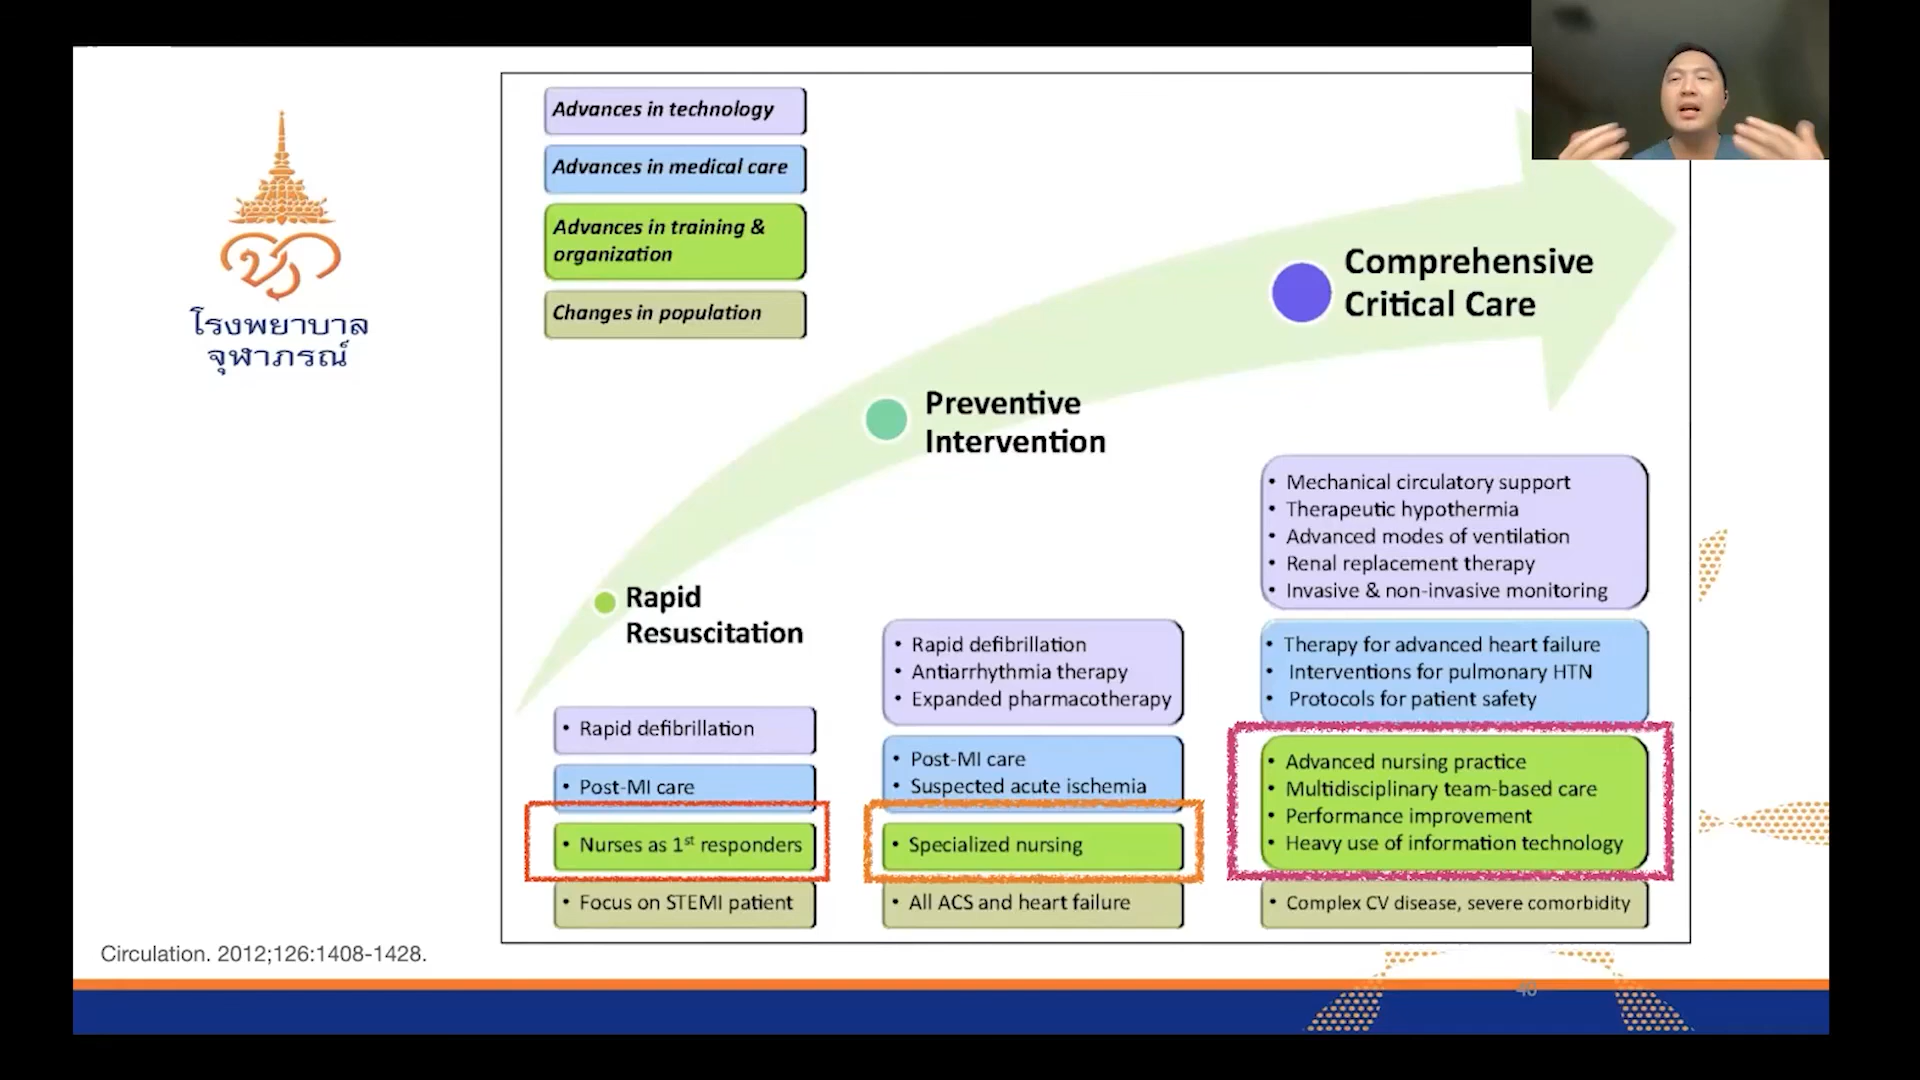 โรงพยาบาล
จุฬาภรณ์
Advances in technology
Advances in medical care
Advances in training &
organization
Changes in population
Comprehensive
Critical Care
Preventive
Intervention
Rapid
Resuscitation
• Rapid defibrillation
• Post-MI care
• Nurses as 1st responders
• Focus on STEMI patient
• Rapid defibrillation
• Antiarrhythmia therapy
• Expanded pharmacotherapy
• Post-MI care
• Suspected acute ischemia
• Specialized nursing
• All ACS and heart failure
• Mechanical circulatory support
• Therapeutic hypothermia
• Advanced modes of ventilation
• Renal replacement therapy
• Invasive & non-invasive monitoring
• Therapy for advanced heart failure
• Interventions for pulmonary HTN
• Protocols for patient safety
• Advanced nursing practice
• Multidisciplinary team-based care
• Performance improvement
• Heavy use of information technology
• Complex CV disease, severe comorbidity
Circulation. 2012;126:1408-1428.